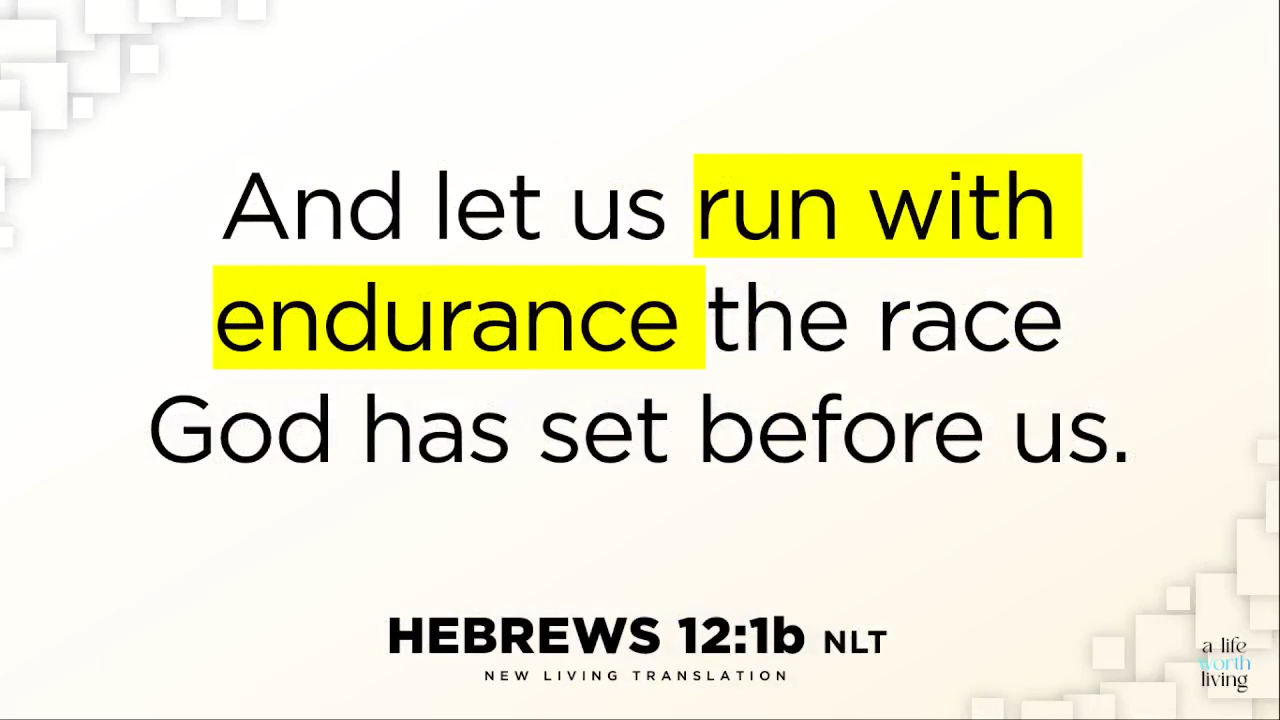 And let us run with
endurance the race
God has set before us.
HEBREWS 12:1b NLT
NEW LIVING TRANSLATION
a life
worth
living